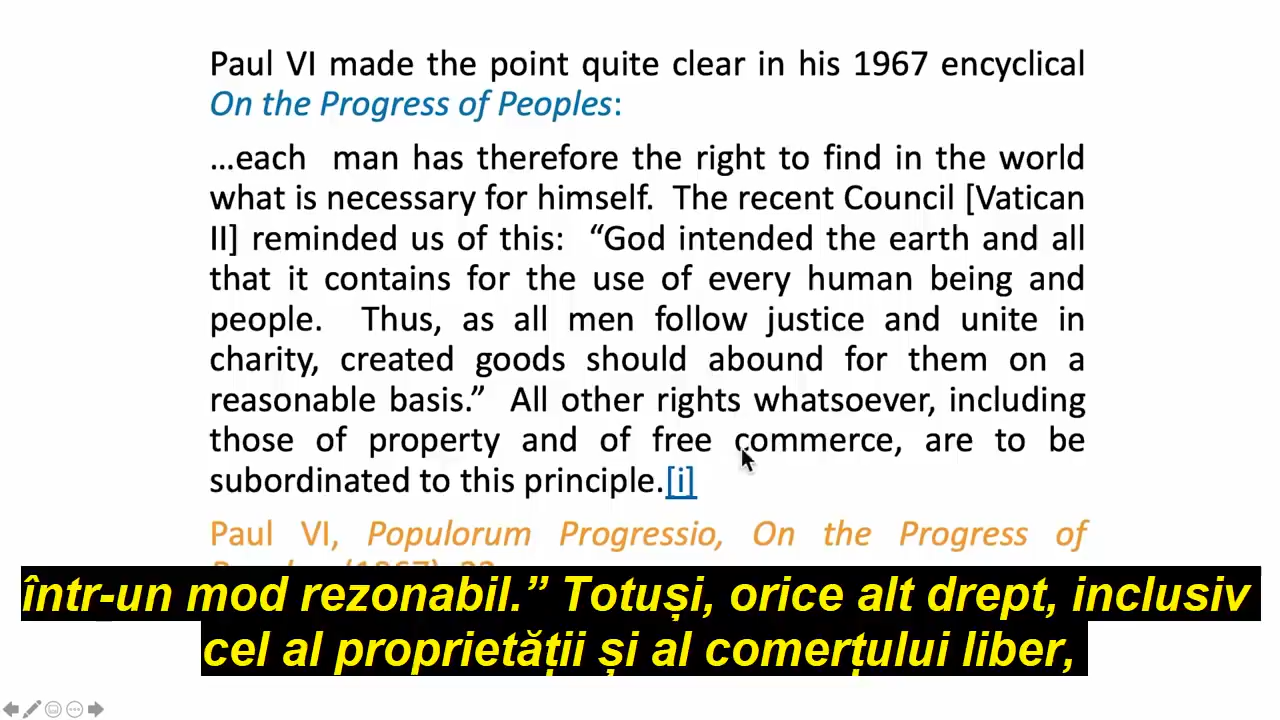 Paul VI made the point quite clear in his 1967 encyclical
On the Progress of Peoples:
…each man has therefore the right to find in the world
what is necessary for himself. The recent Council [Vatican
II] reminded us of this: “God intended the earth and all
that it contains for the use of every human being and
people. Thus, as all men follow justice and unite in
charity, created goods should abound for them on a
reasonable basis.” All other rights whatsoever, including
those of property and of free commerce, are to be
subordinated to this principle.[i]
Paul VI, Populorum Progressio, On the Progress of
într-un mod rezonabil.” Totuși, orice alt drept, inclusiv
cel al proprietății și al comerțului liber,